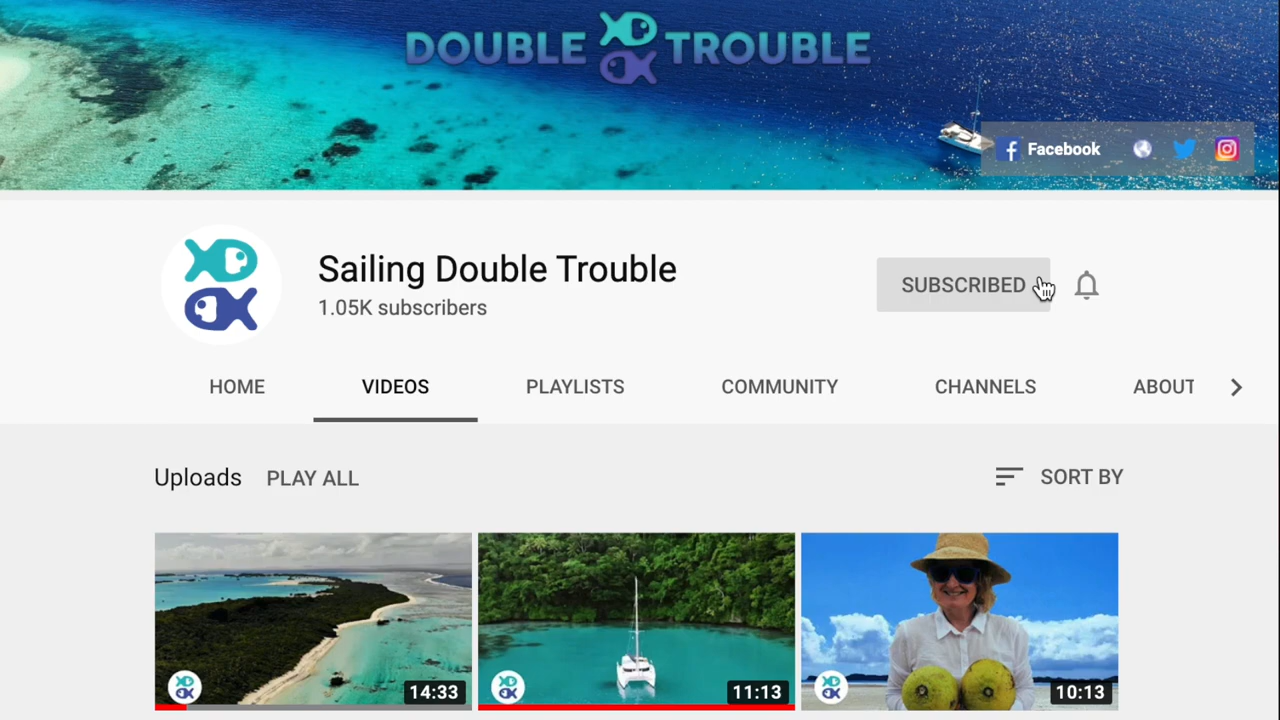 DOUBLE TROUBLE
Facebook
Sailing Double Trouble
1.05K subscribers
SUBSCRIBED
HOME VIDEOS PLAYLISTS COMMUNITY CHANNELS ABOUT
Uploads PLAY ALL SORT BY
14:33 11:13 10:13